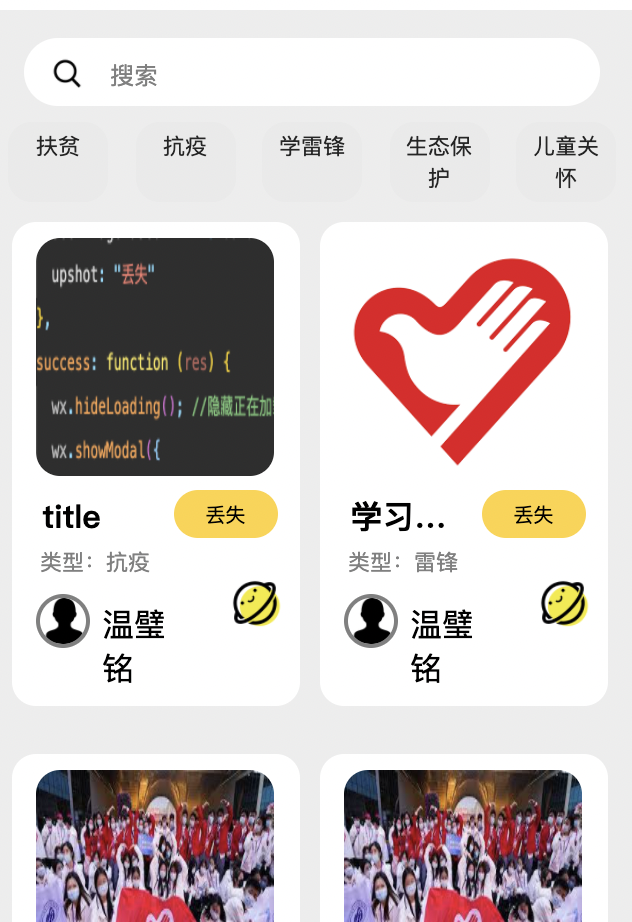 搜索
扶贫
抗疫
学雷锋
生态保
护
儿童关
怀
upshot: "丢失"
},
success: function (res) {
wx.hideLoading(); //隐藏正在加
wx.showModal({
title
丢失
类型：抗疫
温璧
铭
学习...
丢失
类型：雷锋
温璧
铭